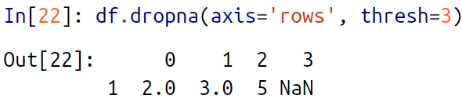 In[22]: df.dropna(axis='rows', thresh=3)
Out[22]:      0    1  2   3
         1  2.0  3.0  5 NaN